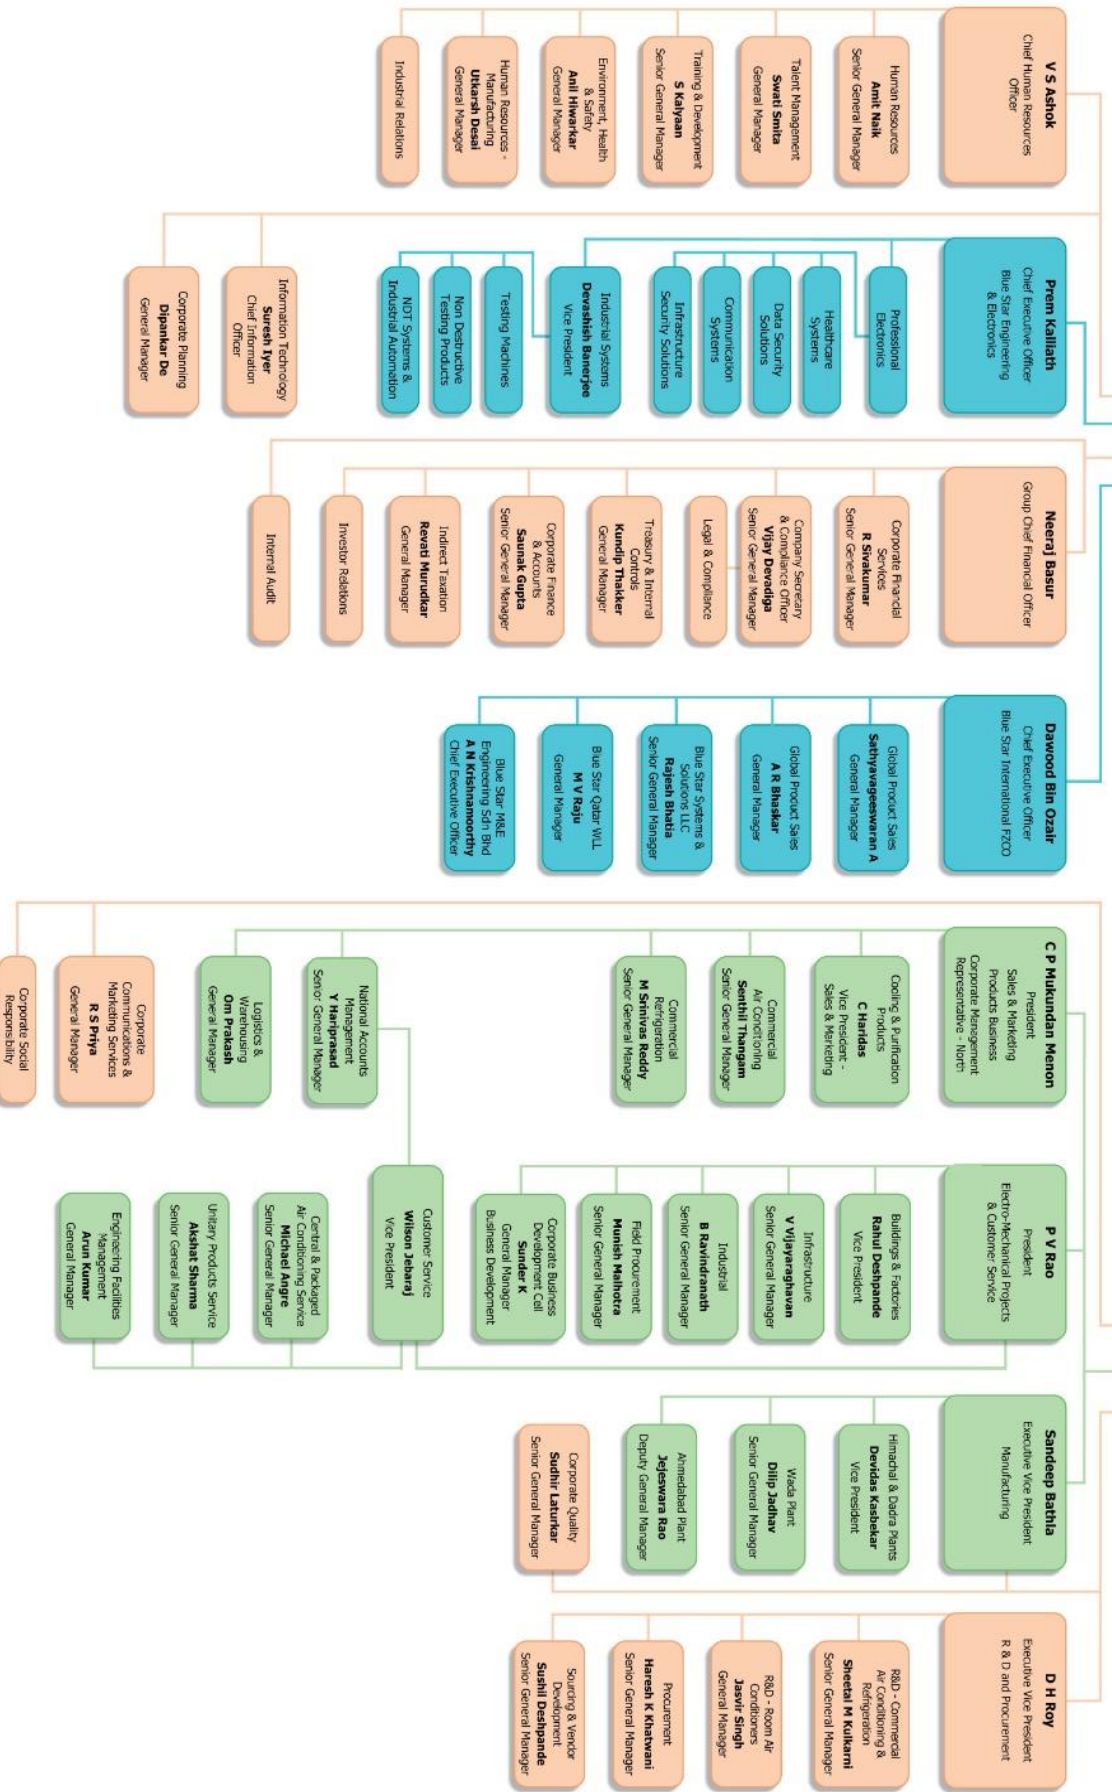 V S Ashok
Chief Human Resources
Officer
Human Resources
Amit Naik
Senior General Manager
Talent Management
Swati Smita
General Manager
Training & Development
S Kalyaan
Senior General Manager
Environment, Health
& Safety
Anil Hiwarkar
General Manager
Human Resources -
Manufacturing
Utkarsh Desai
General Manager
Industrial Relations
Information Technology
Suresh Iyer
Chief Information
Officer
Corporate Planning
Dipankar De
General Manager
Prem Kalliath
Chief Executive Officer
Blue Star Engineering
& Electronics
Professional
Electronics
Healthcare
Systems
Data Security
Solutions
Communication
Systems
Infrastructure
Security Solutions
Industrial Systems
Devashish Banerjee
Vice President
Testing Machines
Non Destructive
Testing Products
NDT Systems &
Industrial Automation
Neeraj Basur
Group Chief Financial Officer
Corporate Financial
Services
R Sivakumar
Senior General Manager
Company Secretary
& Compliance Officer
Vijay Devadiga
Senior General Manager
Legal & Compliance
Treasury & Internal
Controls
Kundip Thakker
General Manager
Corporate Finance
& Accounts
Saunak Gupta
Senior General Manager
Indirect Taxation
Revati Murudkar
General Manager
Investor Relations
Internal Audit
Dawood Bin Ozair
Chief Executive Officer
Blue Star International FZCO
Global Product Sales
Sathyavageeswaran A
General Manager
Global Product Sales
A R Bhaskar
General Manager
Blue Star Systems &
Solutions LLC
Rajesh Bhatia
Senior General Manager
Bue Star Qatar WLL
M V Raju
General Manager
Blue Star M&E
Engineering Sdn Bhd
A N Krishnamoorthy
Chief Executive Officer
C P Mukundan Menon
President
Sales & Marketing
Products Business
Corporate Management
Representative - North
Cooling & Purification
Products
C Haridas
Vice President -
Sales & Marketing
Commercial
Air Conditioning
Senthil Thangam
Senior General Manager
Commercial
Refrigeration
M Srinivas Reddy
Senior General Manager
National Accounts
Management
Y Hariprasad
Senior General Manager
Logistics &
Warehousing
Om Prakash
General Manager
Corporate
Communications &
Marketing Services
R S Priya
General Manager
Corporate Social
Responsibility
P V Rao
President
Electro-Mechanical Projects
& Customer Service
Buildings & Factories
Rahul Deshpande
Vice President
Infrastructure
V Vijayaraghavan
Senior General Manager
Industrial
B Ravindranath
Senior General Manager
Field Procurement
Munish Malhotra
Senior General Manager
Corporate Business
Development Cell
Sunder K
General Manager
Business Development
Customer Service
Wilson Jebaraj
Vice President
Central & Packaged
Air Conditioning Service
Michael Angre
Senior General Manager
Unitary Products Service
Akshat Sharma
Senior General Manager
Engineering Facilities
Management
Arun Kumar
General Manager
Sandeep Bathla
Executive Vice President
Manufacturing
Himachal & Dadra Plants
Devidas Kasbekar
Vice President
Wada Plant
Dilip Jadhav
Senior General Manager
Ahmedabad Plant
Jejeswara Rao
Deputy General Manager
Corporate Quality
Sudhir Laturkar
Senior General Manager
D H Roy
Executive Vice President
R & D and Procurement
R&D - Commercial
Air Conditioning &
Refrigeration
Sheetal M Kulkarni
Senior General Manager
R&D - Room Air
Conditioners
Jasvir Singh
General Manager
Procurement
Haresh K Khatwani
Senior General Manager
Sourcing & Vendor
Development
Sushil Deshpande
Senior General Manager